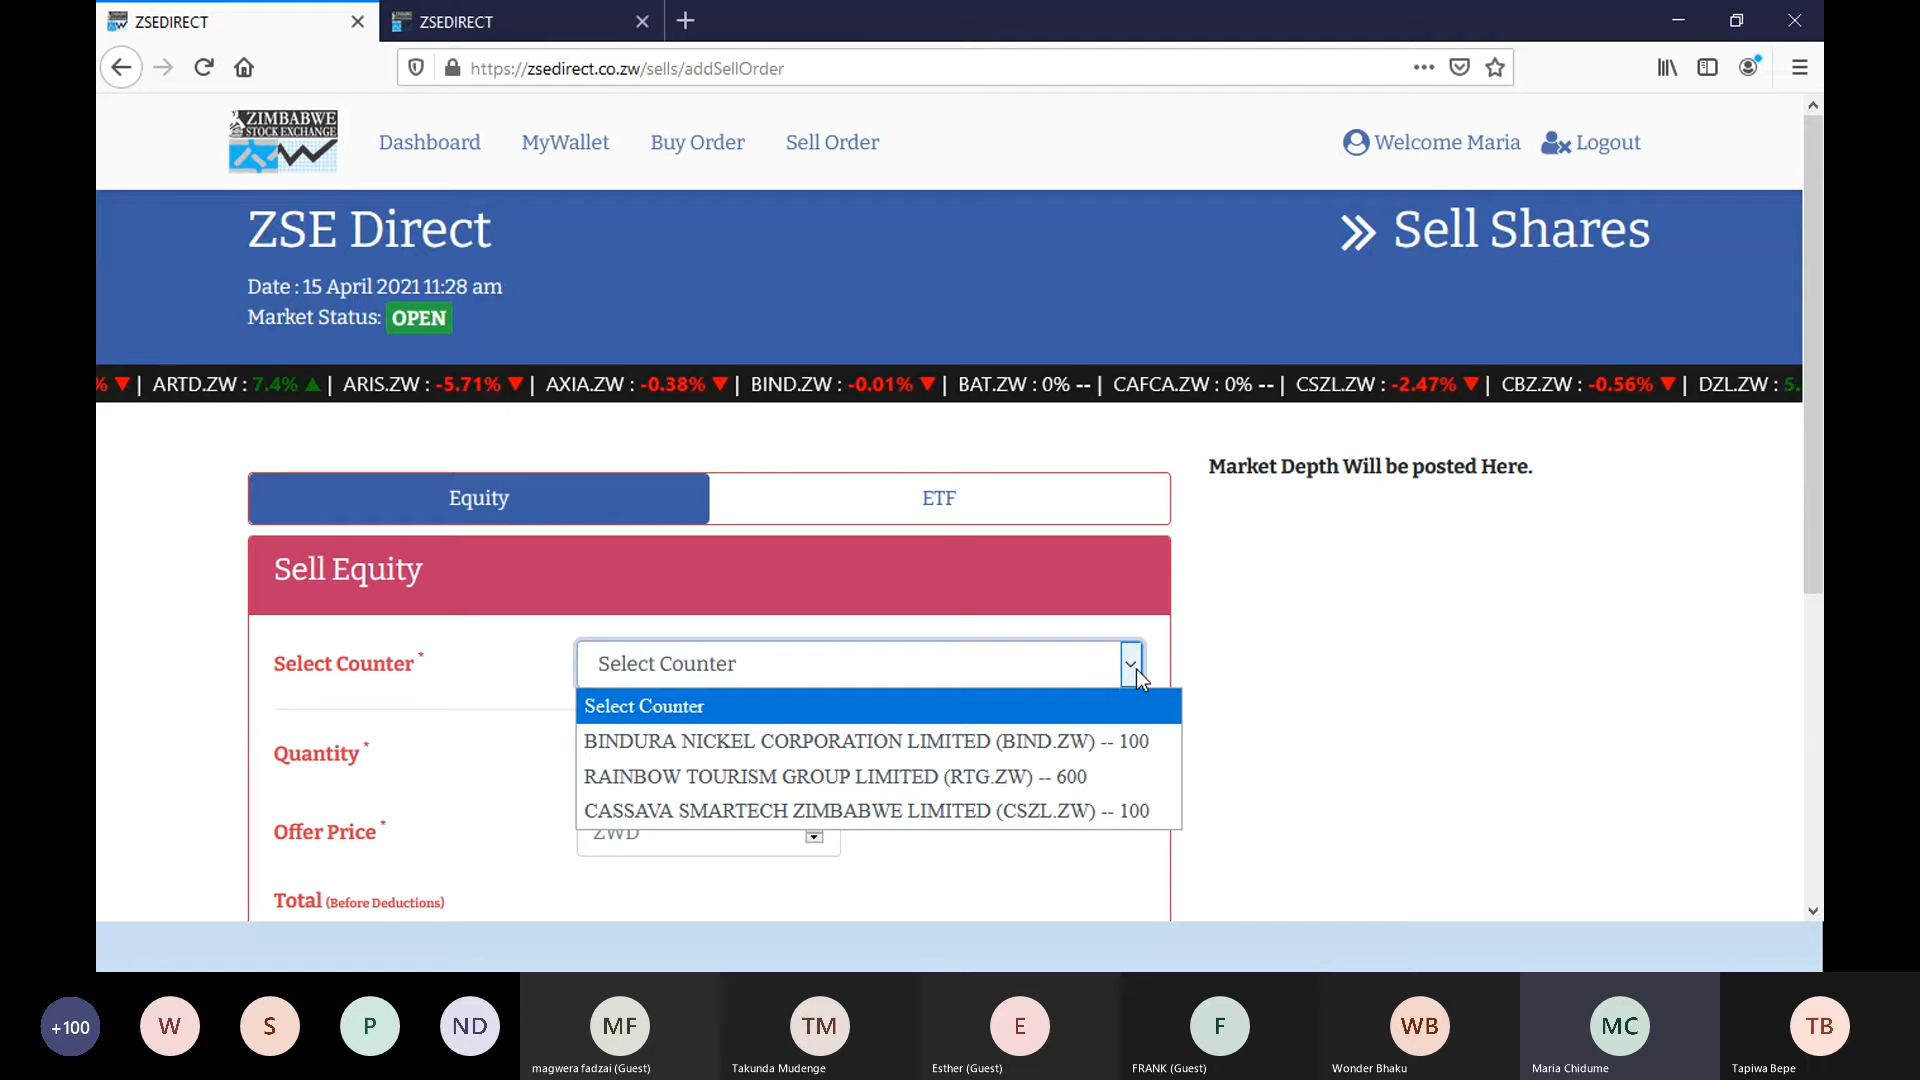 ZSEDIRECT
ZSEDIRECT
https://zsedirect.co.zw/sells/addSellOrder
ZIMBABWE
STOCK EXCHANGE
Dashboard
MyWallet
Buy Order
Sell Order
Welcome Maria
Logout
ZSE Direct
Sell Shares
Date : 15 April 2021 11:28 am
Market Status: OPEN
% ▼ | ARTD.ZW : 7.4% ▲ | ARIS.ZW : -5.71% ▼ | AXIA.ZW : -0.38% ▼ | BIND.ZW : -0.01% ▼ | BAT.ZW : 0% -- | CAFCA.ZW : 0% -- | CSZL.ZW : -2.47% ▼ | CBZ.ZW : -0.56% ▼ | DZL.ZW : 5.
Market Depth Will be posted Here.
Equity
ETF
Sell Equity
Select Counter *
Select Counter
Select Counter
BINDURA NICKEL CORPORATION LIMITED (BIND.ZW) -- 100
Quantity *
RAINBOW TOURISM GROUP LIMITED (RTG.ZW) -- 600
CASSAVA SMARTECH ZIMBABWE LIMITED (CSZL.ZW) -- 100
Offer Price *
ZWD
Total (Before Deductions)
+100
W
S
P
ND
MF
TM
E
F
WB
MC
TB
magwera fadzai (Guest)
Takunda Mudenge
Esther (Guest)
FRANK (Guest)
Wonder Bhaku
Maria Chidume
Tapiwa Bepe